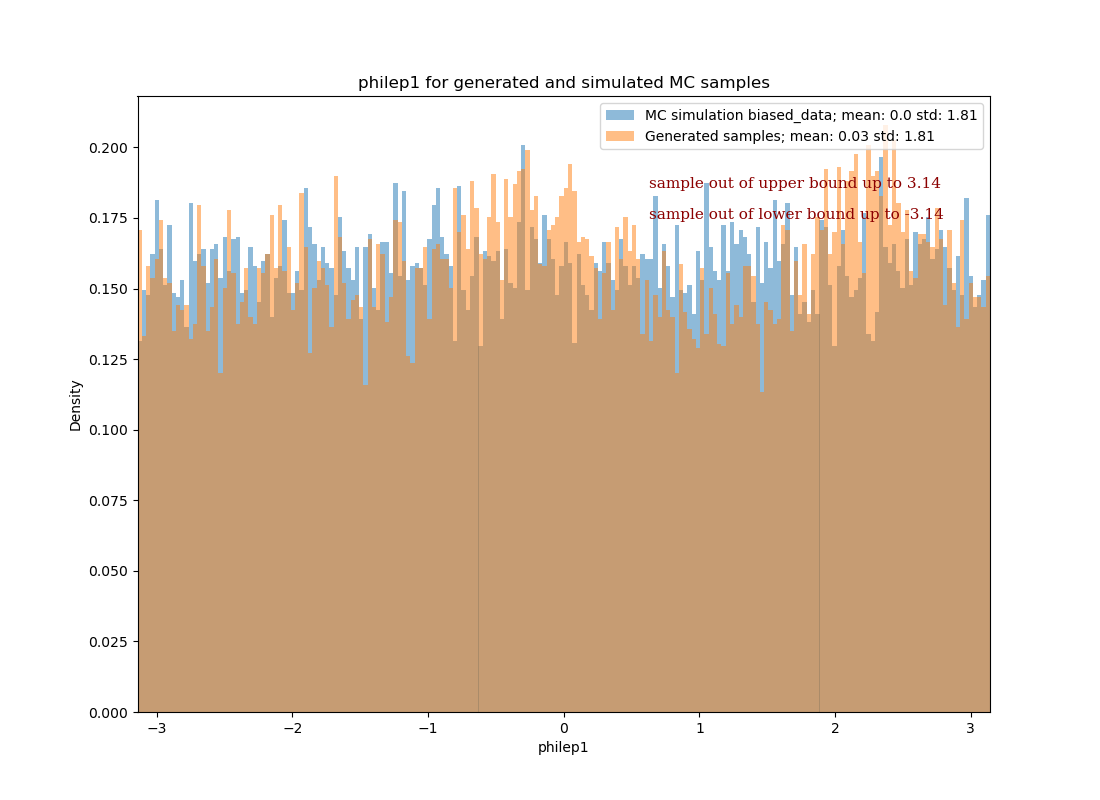 philep1 for generated and simulated MC samples
MC simulation biased_data; mean: 0.0 std: 1.81
Generated samples; mean: 0.03 std: 1.81
sample out of upper bound up to 3.14
sample out of lower bound up to -3.14
Density
0.200
0.175
0.150
0.125
0.100
0.075
0.050
0.025
0.000
−3
−2
−1
0
1
2
3
philep1